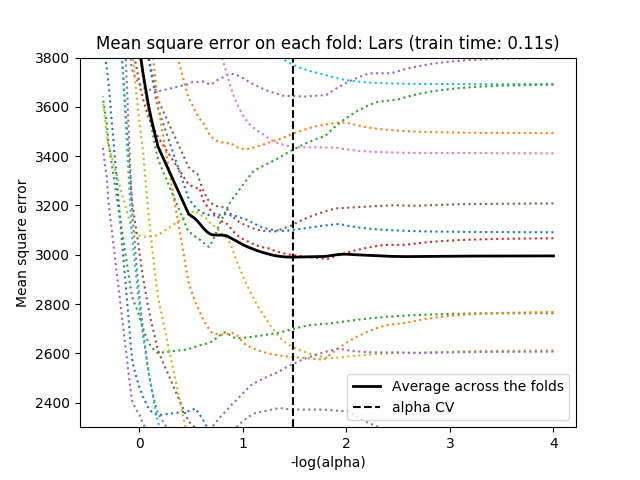 Mean square error on each fold: Lars (train time: 0.11s)
3800
3600
3400
3200
3000
2800
2600
2400
Mean square error
0
1
2
3
4
-log(alpha)
Average across the folds
alpha CV